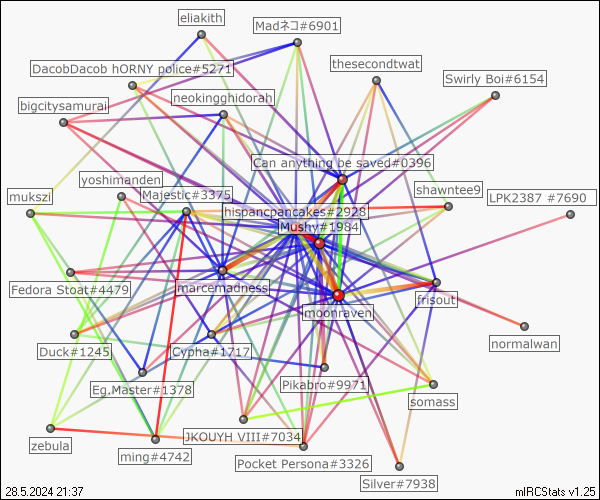 eliakith
Madネコ#6901
thesecondtwat
DacobDacob hORNY police#5271
Swirly Boi#6154
bigcitysamurai
neokingghidorah
Can anything be saved#0396
yoshimanden
Majestic#3375
shawntee9
LPK2387 #7690
mukszi
hispancpancakes#2928
Mushy#1984
Fedora Stoat#4479
marcemadness
frisout
moonraven
normalwan
Duck#1245
Cypha#1717
Eg.Master#1378
Pikabro#9971
somass
zebula
JKOUYH VIII#7034
ming#4742
Pocket Persona#3326
Silver#7938
28.5.2024 21:37
mIRCStats v1.25